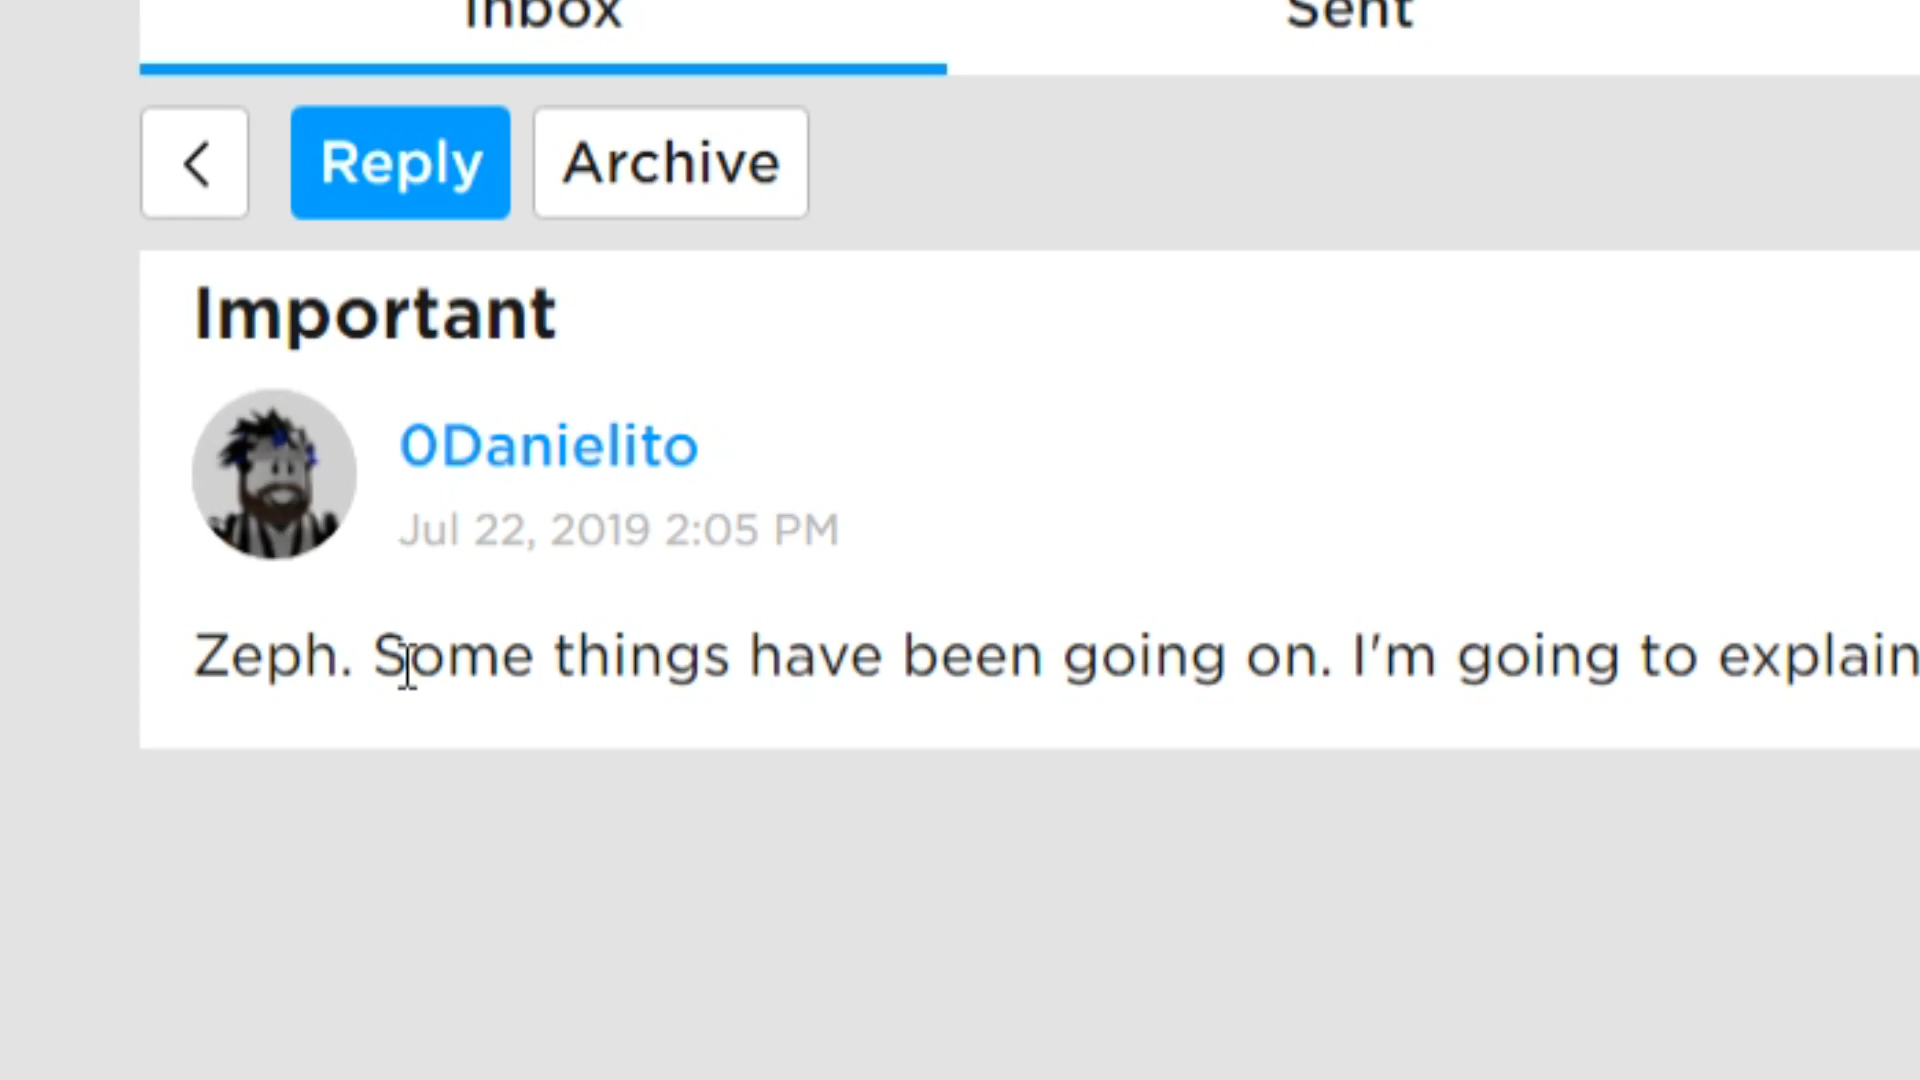 Inbox Sent
Reply Archive
Important
0Danielito
Jul 22, 2019 2:05 PM
Zeph. Some things have been going on. I'm going to explain